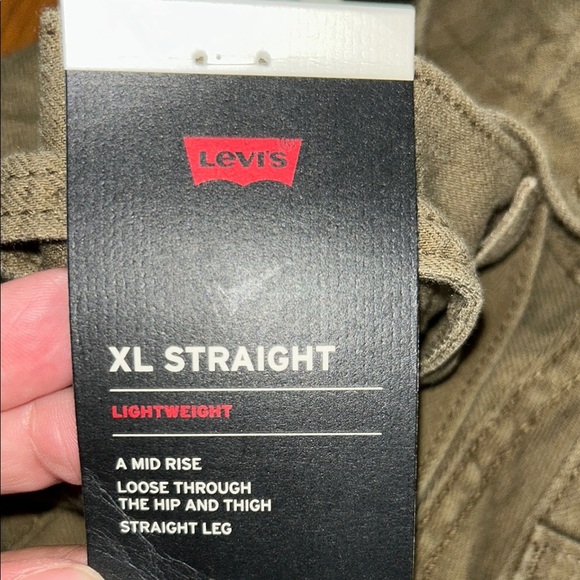 Levi's
XL STRAIGHT
LIGHTWEIGHT
A MID RISE
LOOSE THROUGH
THE HIP AND THIGH
STRAIGHT LEG